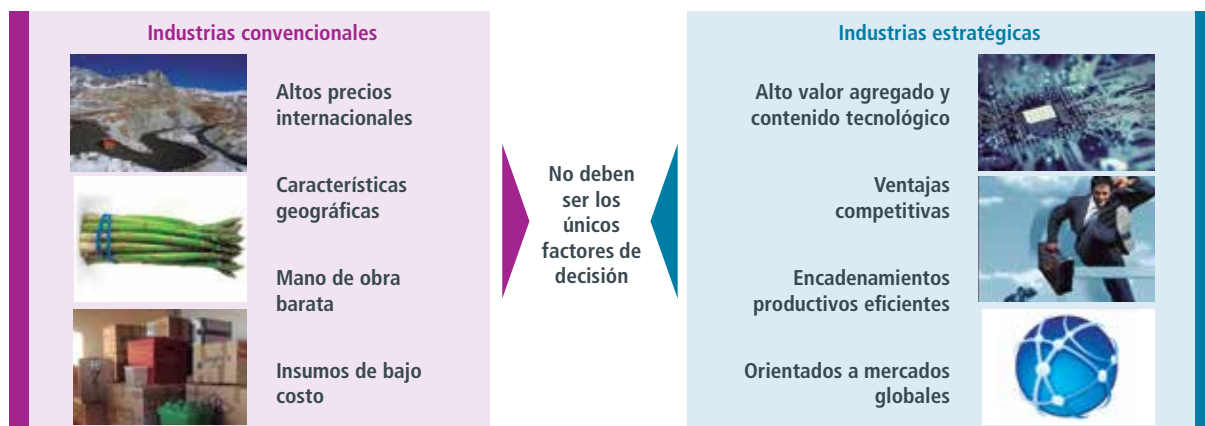 Industrias convencionales
Altos precios
internacionales
Características
geográficas
Mano de obra
barata
Insumos de bajo
costo
No deben
ser los
únicos
factores de
decisión
Industrias estratégicas
Alto valor agregado y
contenido tecnológico
Ventajas
competitivas
Encadenamientos
productivos eficientes
Orientados a mercados
globales